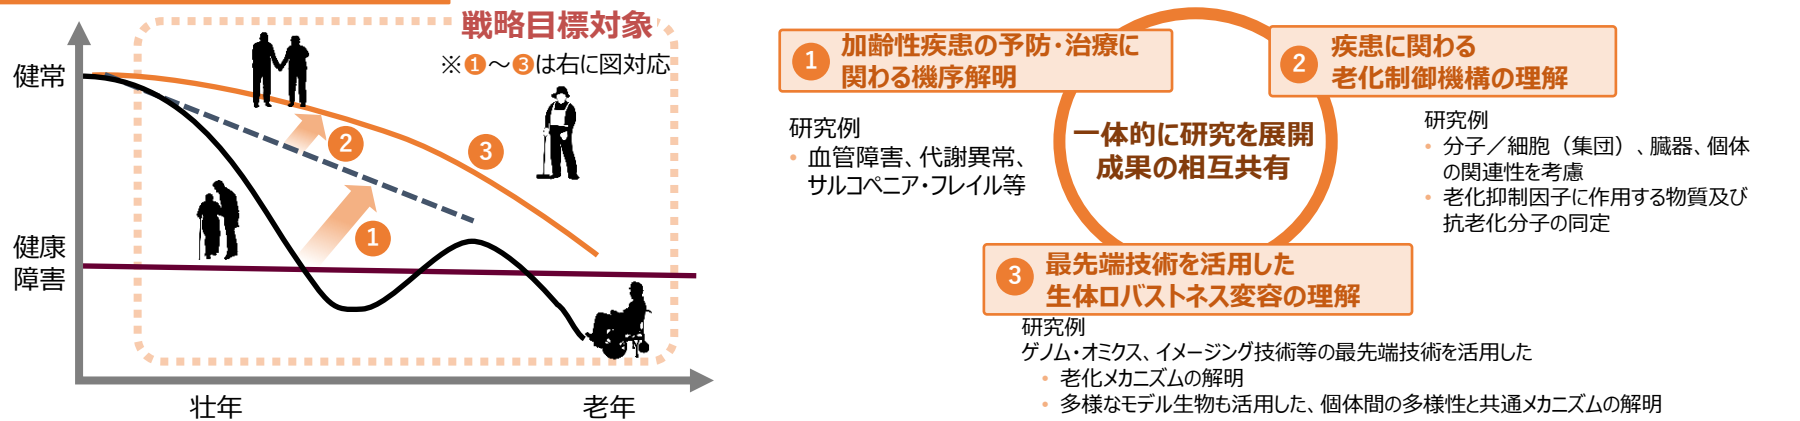 戦略目標対象
※❶～❸は右に図対応
健常
健康
障害
2
3
1
壮年
老年
1
加齢性疾患の予防・治療に
関わる機序解明
研究例
・血管障害、代謝異常、
サルコペニア・フレイル等
一体的に研究を展開
成果の相互共有
2
疾患に関わる
老化制御機構の理解
研究例
・分子／細胞（集団）、臓器、個体
の関連性を考慮
・老化抑制因子に作用する物質及び
抗老化分子の同定
3
最先端技術を活用した
生体ロバストネス変容の理解
研究例
ゲノム・オミクス、イメージング技術等の最先端技術を活用した
・老化メカニズムの解明
・多様なモデル生物も活用した、個体間の多様性と共通メカニズムの解明